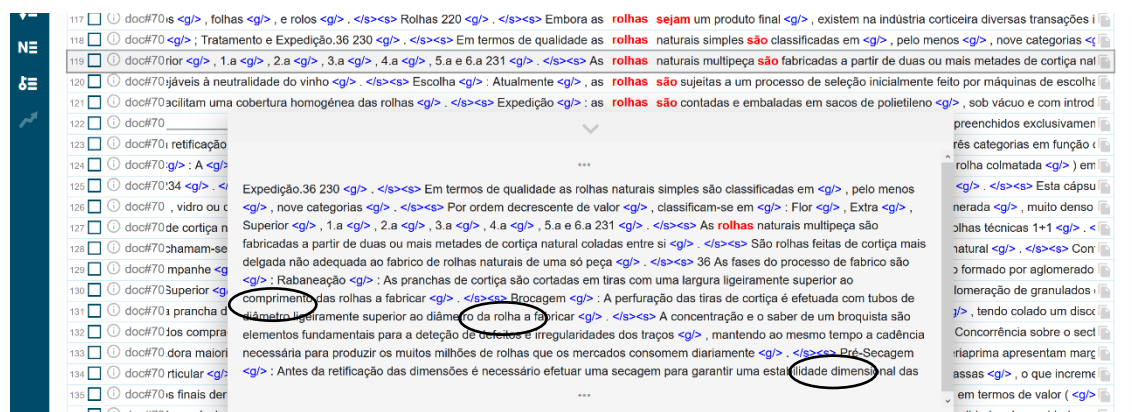 117 doc#70 s <g/> , folhas <g/> , e rolos <g/> . </s><s> Rolhas 220 <g/> . </s><s> Embora as rolhas sejam um produto final <g/> , existem na indústria corticeira diversas transações i
118 doc#70 <g/> ; Tratamento e Expedição.36 230 <g/> . </s><s> Em termos de qualidade as rolhas naturais simples são classificadas em <g/> , pelo menos <g/> , nove categorias <g
119 doc#70 rior <g/> , 1.a <g/> , 2.a <g/> , 3.a <g/> , 4.a <g/> , 5.a e 6.a 231 <g/> . </s><s> As rolhas naturais multipeça são fabricadas a partir de duas ou mais metades de cortiça nat
120 doc#70 ejáveis à neutralidade do vinho <g/> . </s><s> Escolha <g/> : Atualmente <g/> , as rolhas são sujeitas a um processo de seleção inicialmente feito por máquinas de escolha
121 doc#70 acilitam uma cobertura homogénea das rolhas <g/> . </s><s> Expedição <g/> : as rolhas são contadas e embaladas em sacos de polietileno <g/> , sob vácuo e com introd
122 doc#70 preenchidos exclusivamen
123 doc#70 retificação rês categorias em função
124 doc#70 :g/> : A <g/> rolha colmatada <g/> ) em
125 doc#70 '34 <g/> . </ <g/> . </s><s> Esta cápsu
126 doc#70 , vidro ou nerada <g/> , muito denso
127 doc#70 de cortiça olhas técnicas 1+1 <g/> . <
128 doc#70 chamam-se natural <g/> . </s><s> Com
129 doc#70 mpanhe <g o formado por aglomerado
130 doc#70 Superior <g lomeração de granulados
131 doc#70 prancha d /> , tendo colado um disco
132 doc#70 dos compra Concorrência sobre o sect
133 doc#70 dora maiori riaprima apresentam marg
134 doc#70 rticular <g/ assas <g/> , o que increme
135 doc#70 s finais der em termos de valor ( <g/>
...
Expedição.36 230 <g/> . </s><s> Em termos de qualidade as rolhas naturais simples são classificadas em <g/> , pelo menos
<g/> , nove categorias <g/> . </s><s> Por ordem decrescente de valor <g/> , classificam-se em <g/> : Flor <g/> , Extra <g/> ,
Superior <g/> , 1.a <g/> , 2.a <g/> , 3.a <g/> , 4.a <g/> , 5.a e 6.a 231 <g/> . </s><s> As rolhas naturais multipeça são
fabricadas a partir de duas ou mais metades de cortiça natural coladas entre si <g/> . </s><s> São rolhas feitas de cortiça mais
delgada não adequada ao fabrico de rolhas naturais de uma só peça <g/> . </s><s> 36 As fases do processo de fabrico são
<g/> : Rabaneação <g/> : As pranchas de cortiça são cortadas em tiras com uma largura ligeiramente superior ao
comprimento das rolhas a fabricar <g/> . </s><s> Brocagem <g/> : A perfuração das tiras de cortiça é efetuada com tubos de
diâmetro ligeiramente superior ao diâmetro da rolha a fabricar <g/> . </s><s> A concentração e o saber de um broquista são
elementos fundamentais para a deteção de defeitos e irregularidades dos traços <g/> , mantendo ao mesmo tempo a cadência
necessária para produzir os muitos milhões de rolhas que os mercados consomem diariamente <g/> . </s><s> Pré-Secagem
<g/> : Antes da retificação das dimensões é necessário efetuar uma secagem para garantir uma estabilidade dimensional das
...